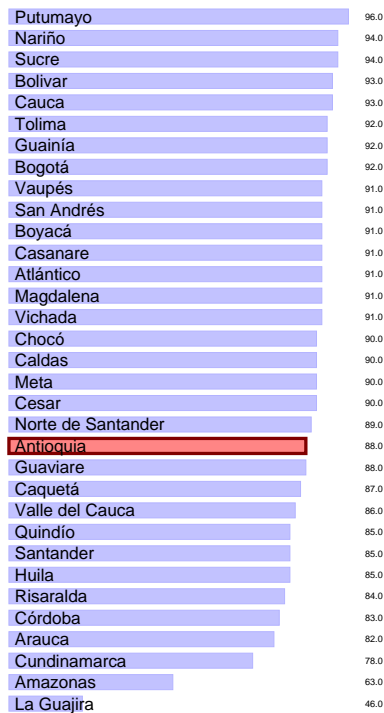 Putumayo 96.0
Nariño 94.0
Sucre 94.0
Bolivar 93.0
Cauca 93.0
Tolima 92.0
Guainía 92.0
Bogotá 92.0
Vaupés 91.0
San Andrés 91.0
Boyacá 91.0
Casanare 91.0
Atlántico 91.0
Magdalena 91.0
Vichada 91.0
Chocó 90.0
Caldas 90.0
Meta 90.0
Cesar 90.0
Norte de Santander 89.0
Antioquia 88.0
Guaviare 88.0
Caquetá 87.0
Valle del Cauca 86.0
Quindío 85.0
Santander 85.0
Huila 85.0
Risaralda 84.0
Córdoba 83.0
Arauca 82.0
Cundinamarca 78.0
Amazonas 63.0
La Guajira 46.0